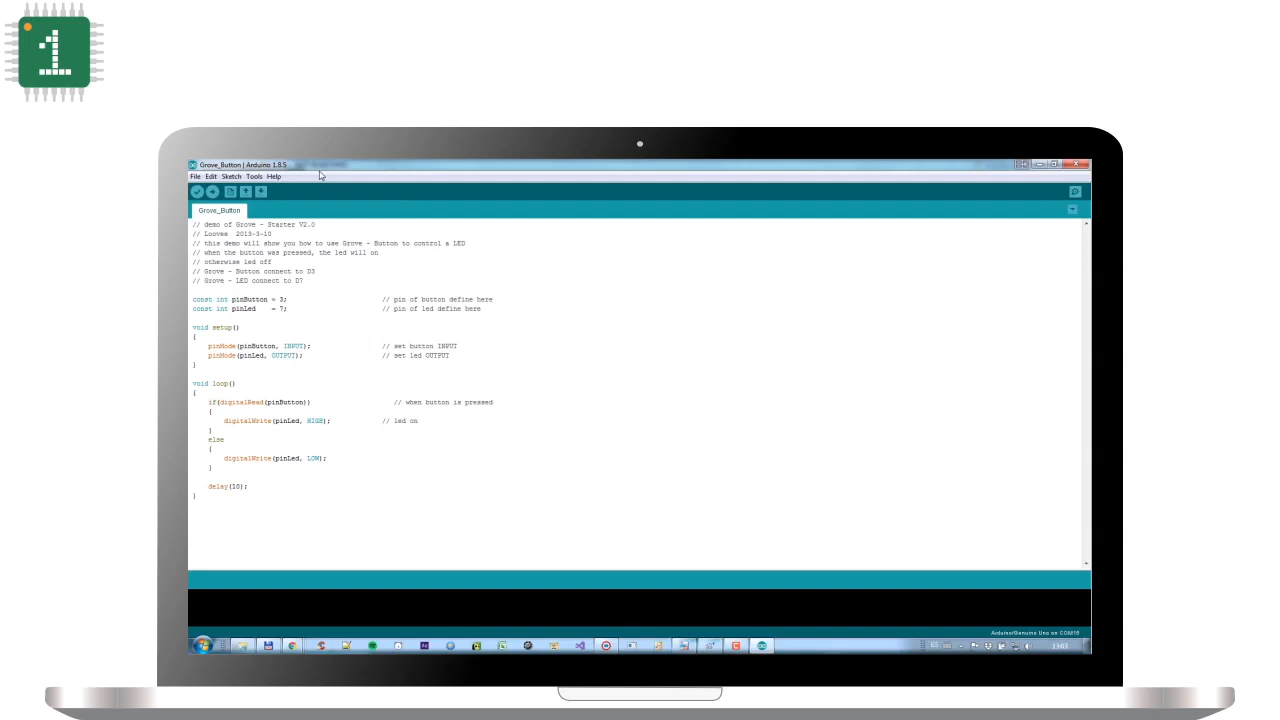 1
Grove_Button | Arduino 1.8.5
File Edit Sketch Tools Help
Grove_Button
// demo of Grove - Starter V2.0
// Loovee  2013-3-10
// this demo will show you how to use Grove - Button to control a LED
// when the button was pressed, the led will on
// otherwise led off
// Grove - Button connect to D3
// Grove - LED connect to D7
const int pinButton = 3; // pin of button define here
const int pinLed    = 7; // pin of led define here
void setup()
{
pinMode(pinButton, INPUT); // set button INPUT
pinMode(pinLed, OUTPUT); // set led OUTPUT
}
void loop()
{
if(digitalRead(pinButton)) // when button is pressed
{
digitalWrite(pinLed, HIGH); // led on
}
else
{
digitalWrite(pinLed, LOW);
}
delay(10);
}
Arduino/Genuino Uno on COM15
ES
13:03